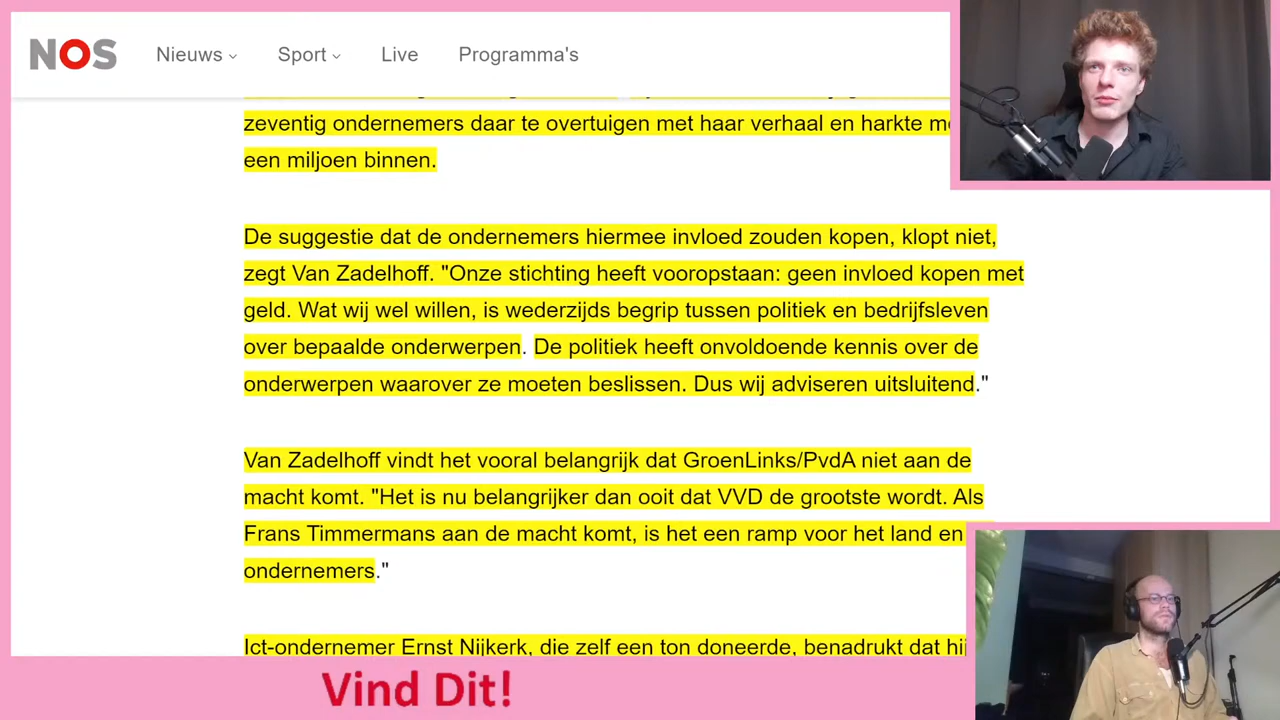 NOS Nieuws Sport Live Programma's
zeventig ondernemers daar te overtuigen met haar verhaal en harkte
een miljoen binnen.
De suggestie dat de ondernemers hiermee invloed zouden kopen, klopt niet,
zegt Van Zadelhoff. "Onze stichting heeft vooropstaan: geen invloed kopen met
geld. Wat wij wel willen, is wederzijds begrip tussen politiek en bedrijfsleven
over bepaalde onderwerpen. De politiek heeft onvoldoende kennis over de
onderwerpen waarover ze moeten beslissen. Dus wij adviseren uitsluitend."
Van Zadelhoff vindt het vooral belangrijk dat GroenLinks/PvdA niet aan de
macht komt. "Het is nu belangrijker dan ooit dat VVD de grootste wordt. Als
Frans Timmermans aan de macht komt, is het een ramp voor het land en
ondernemers."
Ict-ondernemer Ernst Nijkerk, die zelf een ton doneerde, benadrukt dat hij
Vind Dit!